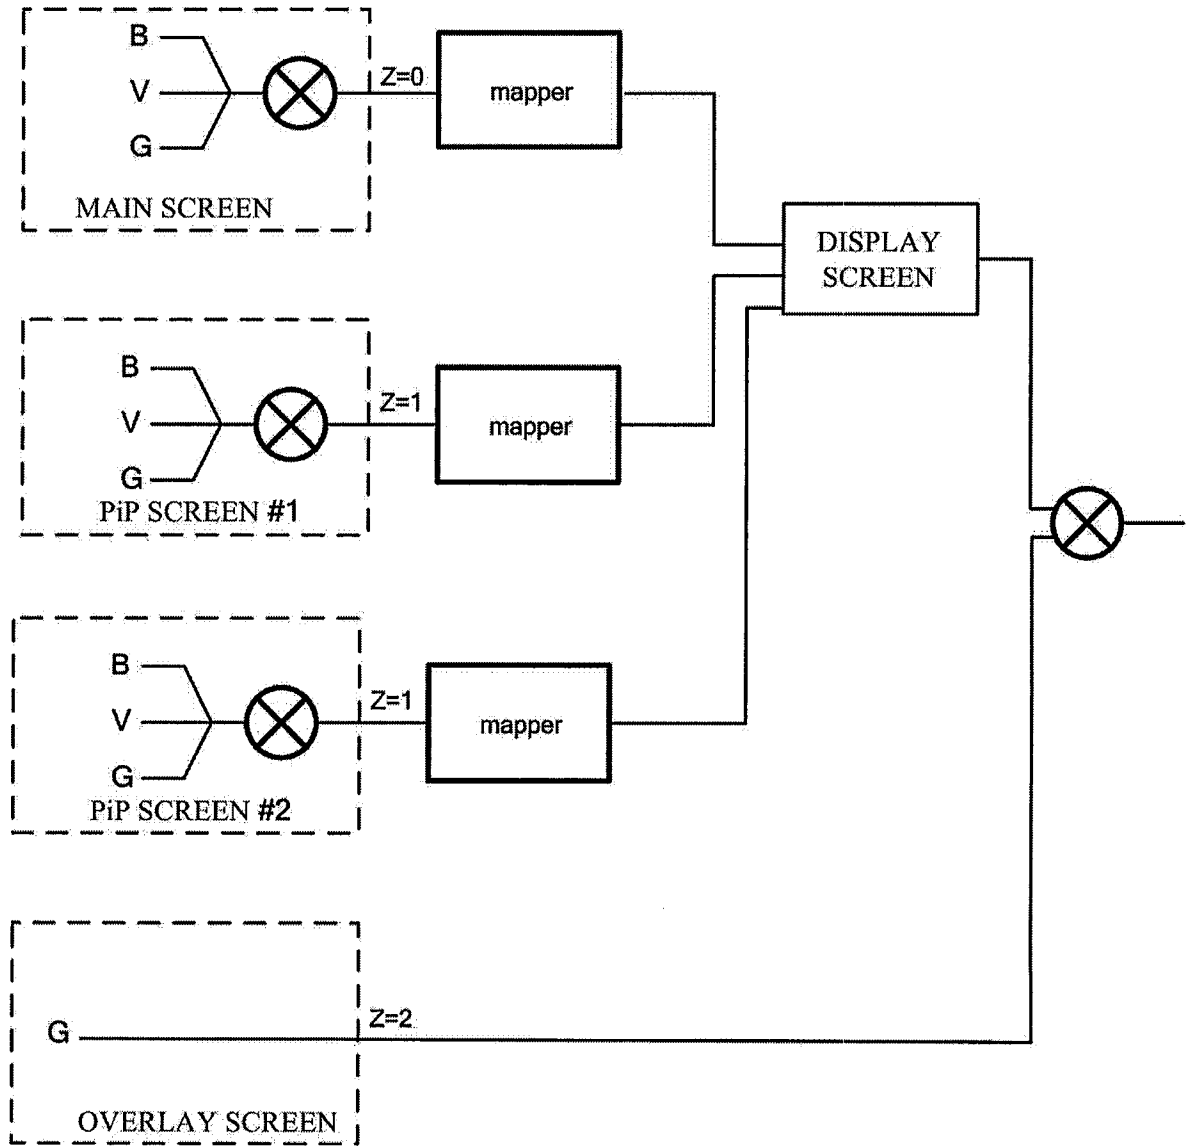 B
V
G
MAIN SCREEN
Z=0
mapper
DISPLAY
SCREEN
B
V
G
PiP SCREEN #1
Z=1
mapper
B
V
G
PiP SCREEN #2
Z=1
mapper
G
Z=2
OVERLAY SCREEN